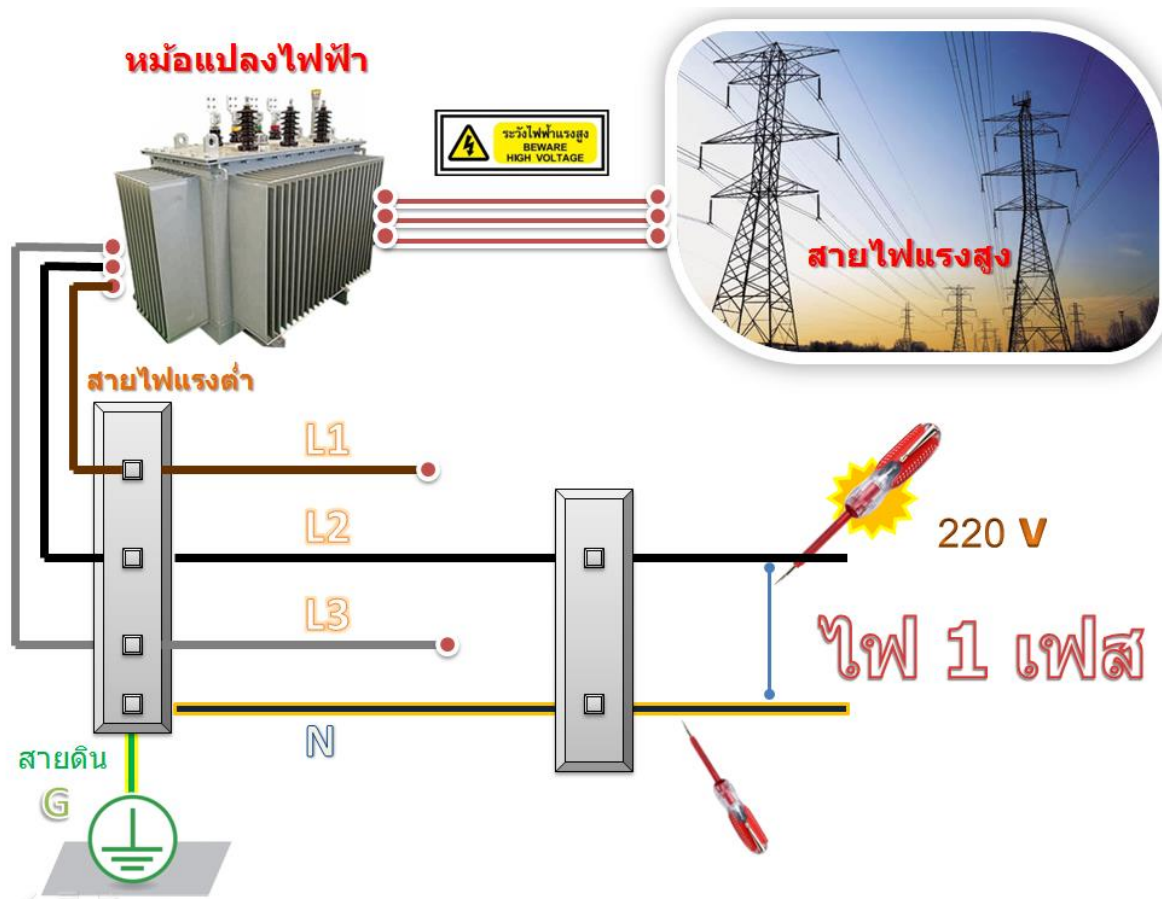 หม้อแปลงไฟฟ้า
ระวังไฟฟ้าแรงสูง
BEWARE
HIGH VOLTAGE
สายไฟแรงสูง
สายไฟแรงต่ำ
L1
L2
220 V
L3
ไฟ 1 เฟส
N
สายดิน
G